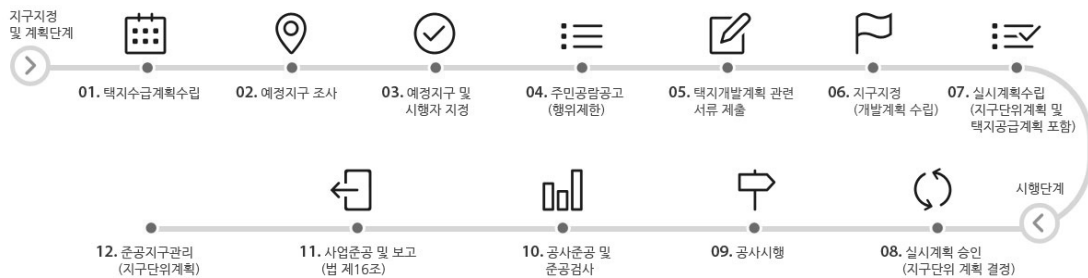 지구지정
및 계획단계
01. 택지수급계획수립
02. 예정지구 조사
03. 예정지구 및
시행자 지정
04. 주민공람공고
(행위제한)
05. 택지개발계획 관련
서류 제출
06. 지구지정
(개발계획 수립)
07. 실시계획수립
(지구단위계획 및
택지공급계획 포함)
시행단계
08. 실시계획 승인
(지구단위 계획 결정)
09. 공사시행
10. 공사준공 및
준공검사
11. 사업준공 및 보고
(법 제16조)
12. 준공지구관리
(지구단위계획)